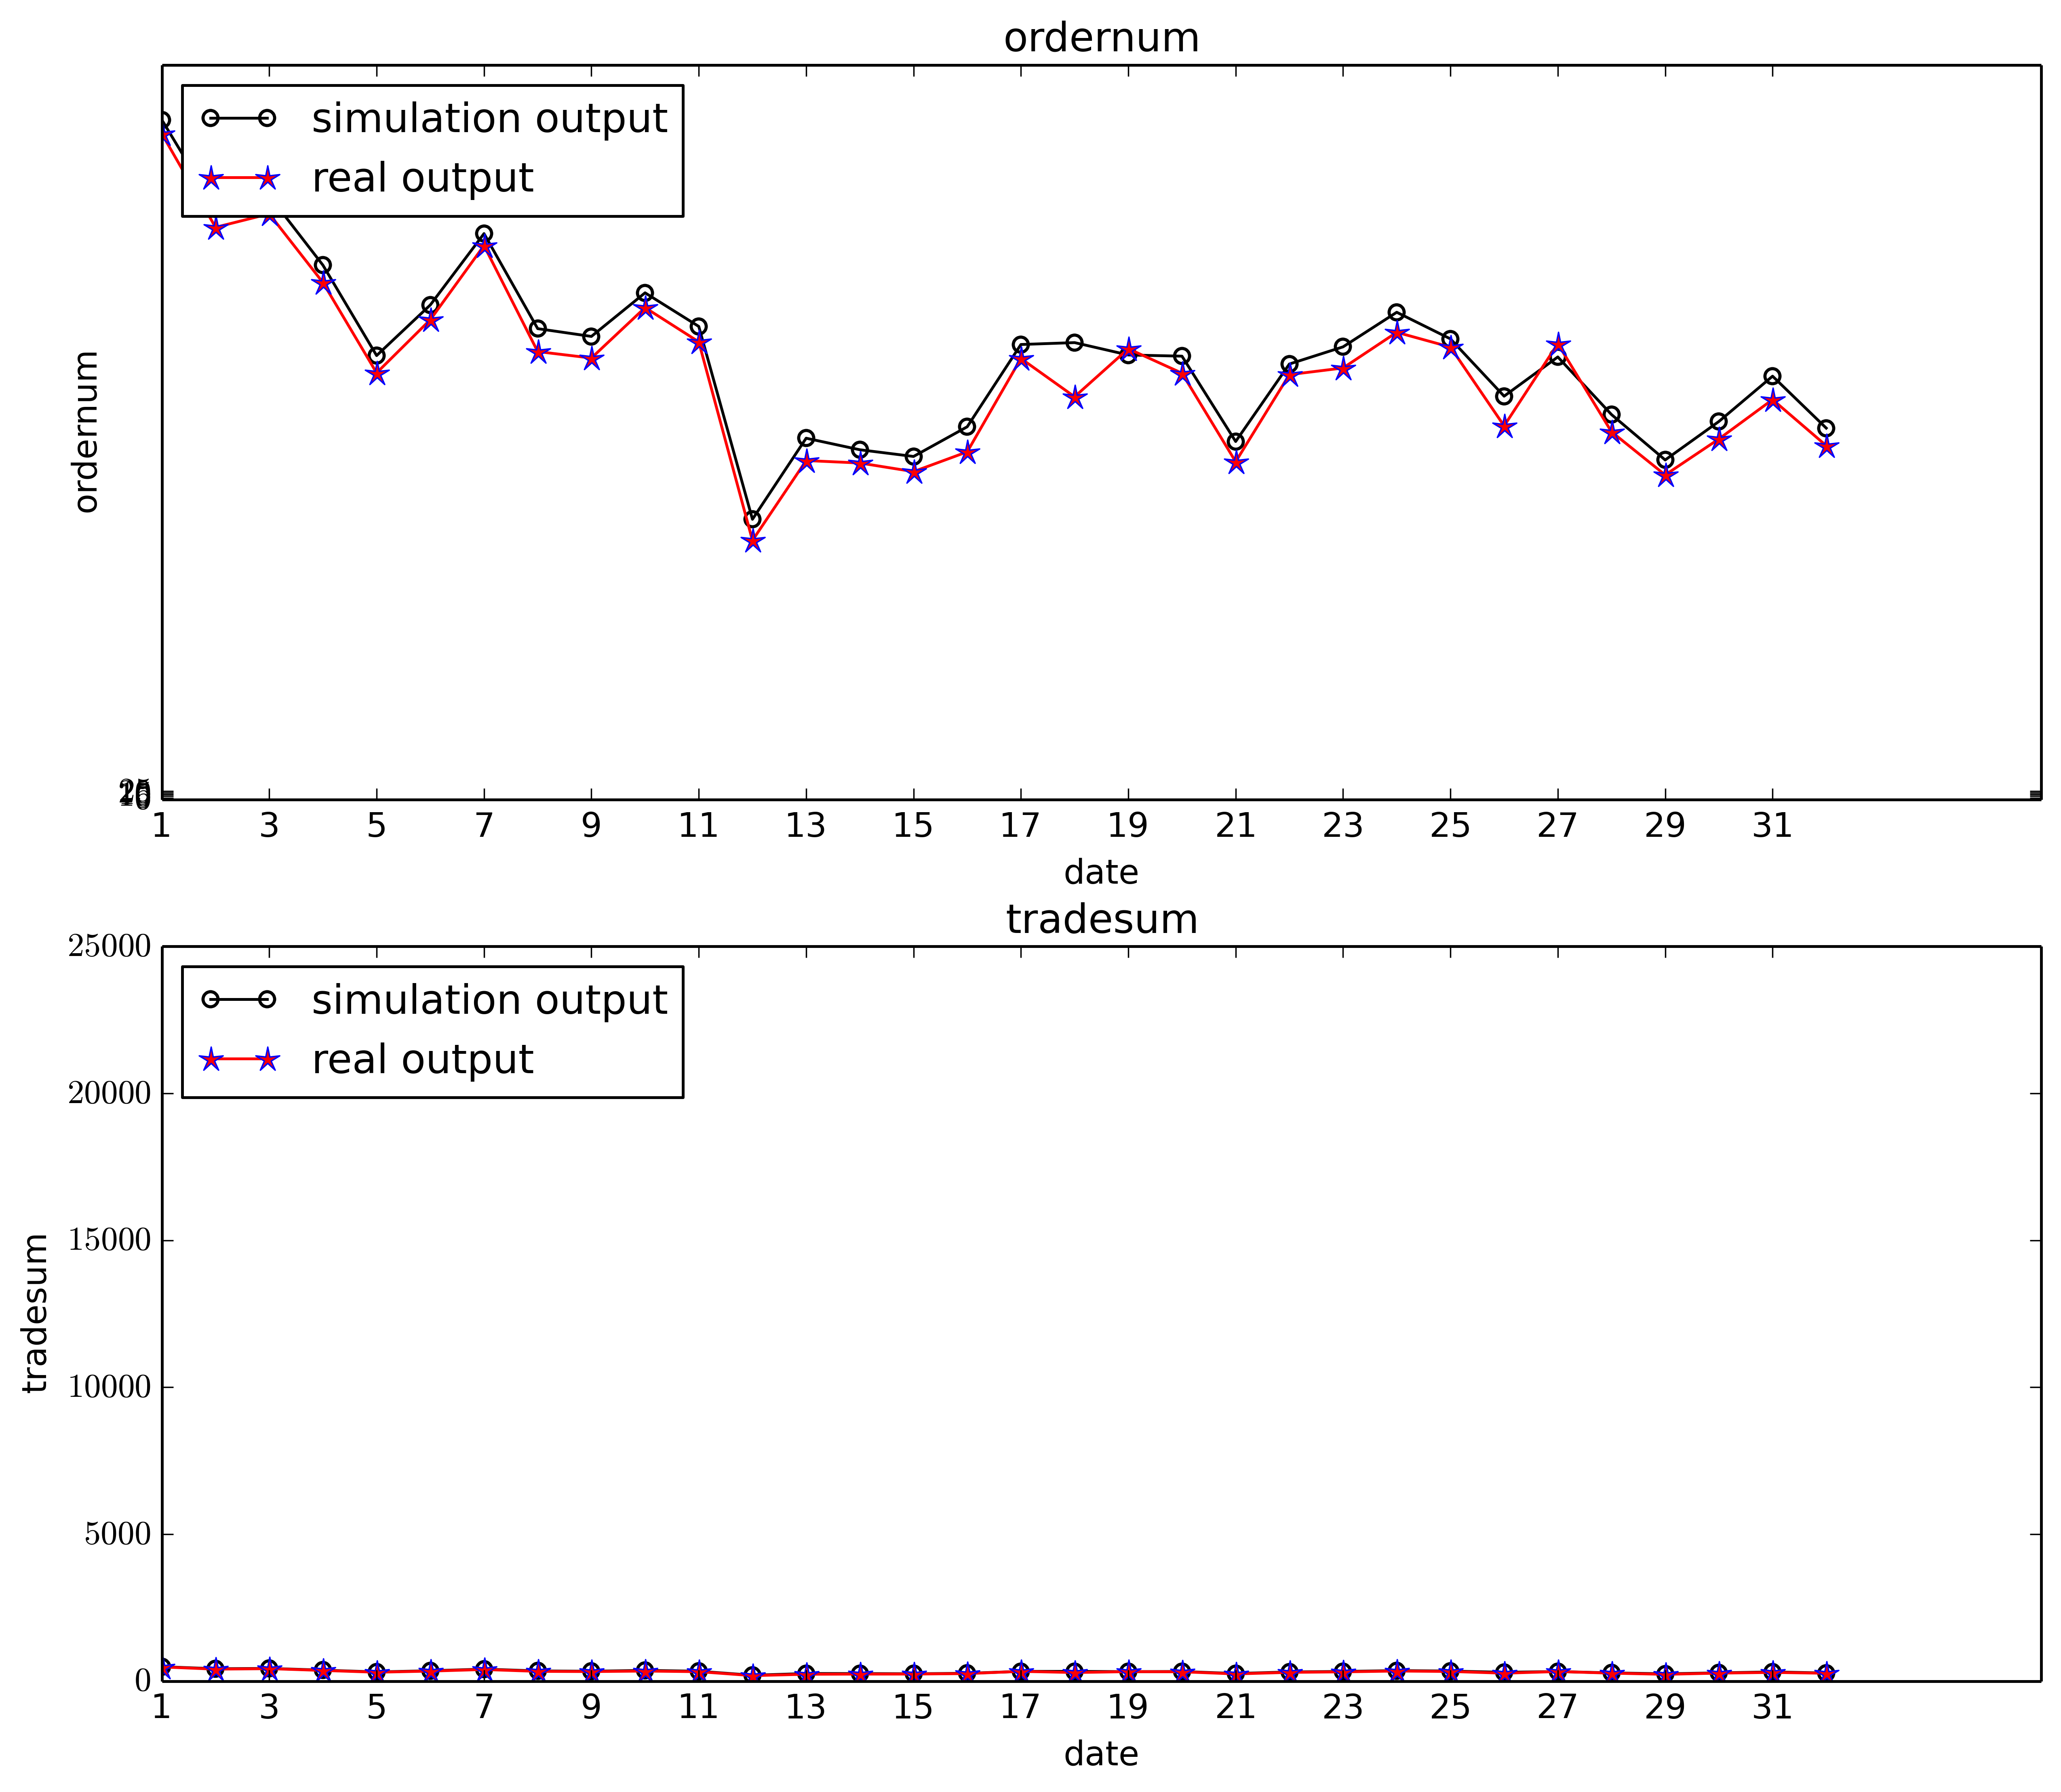 ordernum
simulation output
real output
ordernum
1 3 5 7 9 11 13 15 17 19 21 23 25 27 29 31
date
tradesum
25000
simulation output
real output
20000
15000
tradesum
10000
5000
0
1 3 5 7 9 11 13 15 17 19 21 23 25 27 29 31
date